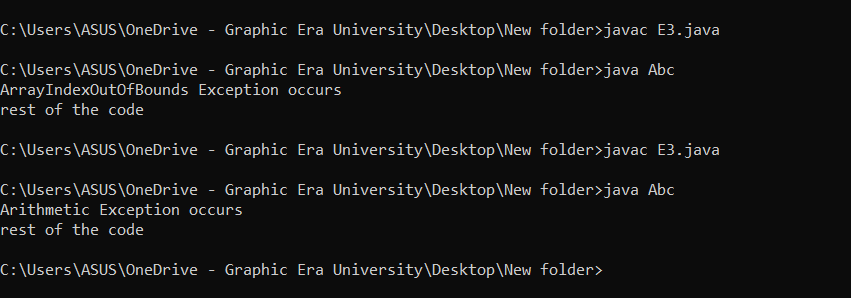 C:\Users\ASUS\OneDrive - Graphic Era University\Desktop\New folder>javac E3.java
C:\Users\ASUS\OneDrive - Graphic Era University\Desktop\New folder>java Abc
ArrayIndexOutOfBounds Exception occurs
rest of the code
C:\Users\ASUS\OneDrive - Graphic Era University\Desktop\New folder>javac E3.java
C:\Users\ASUS\OneDrive - Graphic Era University\Desktop\New folder>java Abc
Arithmetic Exception occurs
rest of the code
C:\Users\ASUS\OneDrive - Graphic Era University\Desktop\New folder>